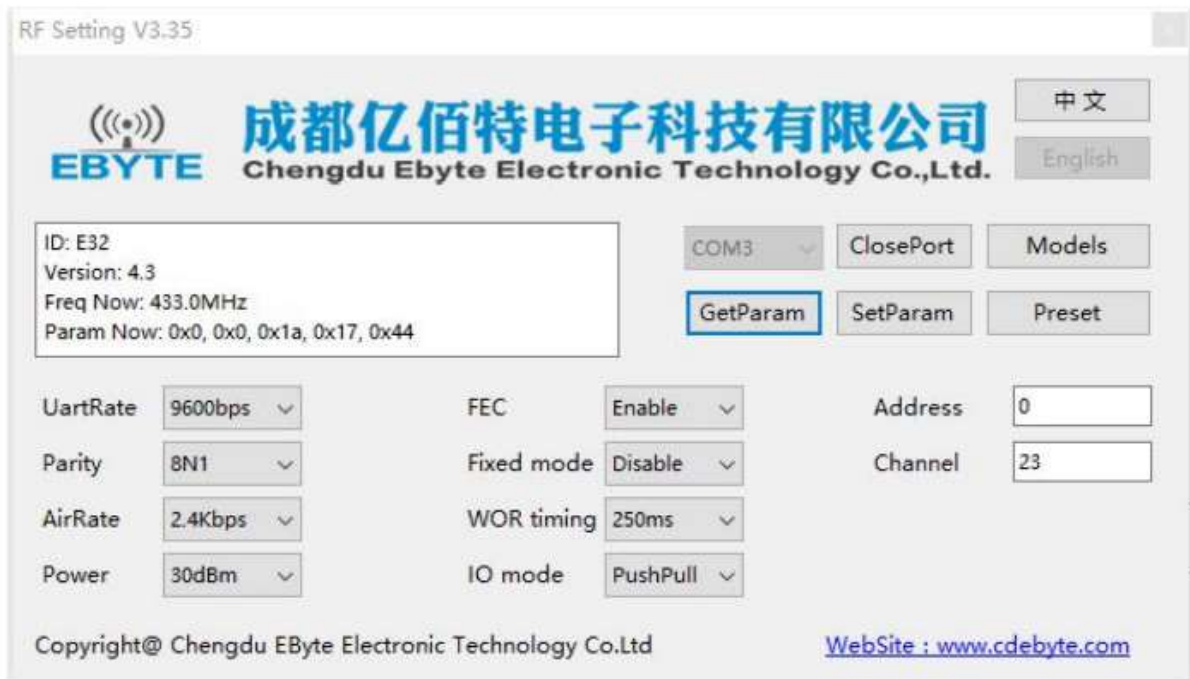 RF Setting V3.35
EBYTE
成都亿佰特电子科技有限公司
Chengdu Ebyte Electronic Technology Co.,Ltd.
中文
English
ID: E32
Version: 4.3
Freq Now: 433.0MHz
Param Now: 0x0, 0x0, 0x1a, 0x17, 0x44
COM3 ClosePort Models
GetParam SetParam Preset
UartRate 9600bps FEC Enable Address 0
Parity 8N1 Fixed mode Disable Channel 23
AirRate 2.4Kbps WOR timing 250ms
Power 30dBm IO mode PushPull
Copyright@ Chengdu EByte Electronic Technology Co.Ltd WebSite : www.cdebyte.com